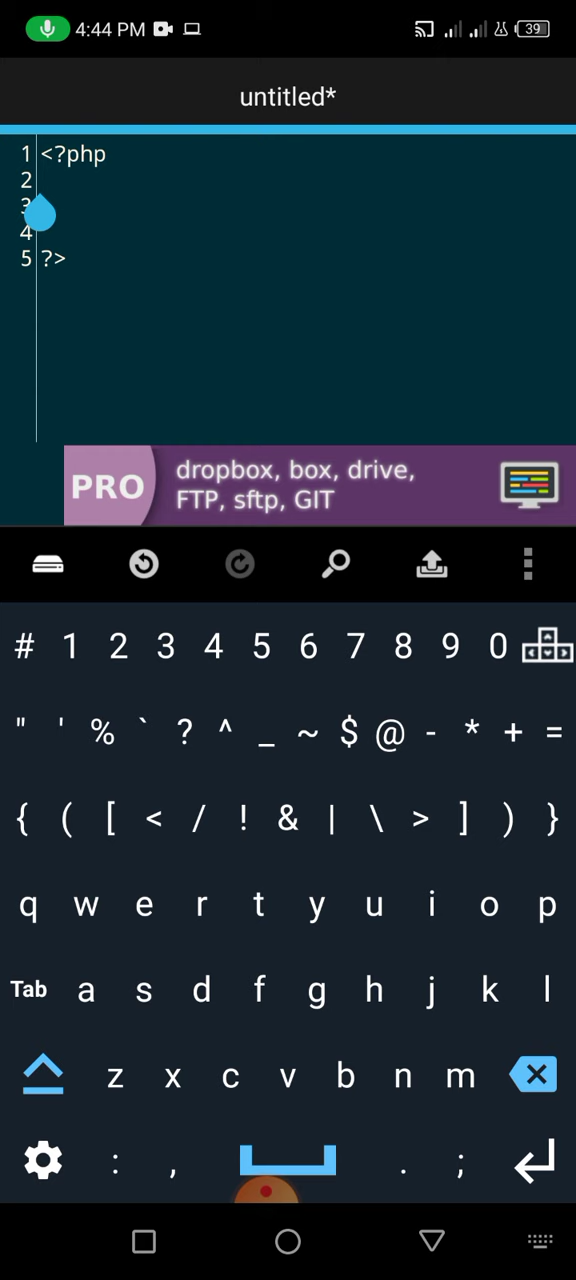 4:44 PM 39
untitled*
1 <?php
2
3
4
5 ?>
PRO dropbox, box, drive,
FTP, sftp, GIT
# 1 2 3 4 5 6 7 8 9 0
" ' % ` ? ^ _ ~ $ @ - * + =
{ ( [ < / ! & | \ > ] ) }
q w e r t y u i o p
Tab a s d f g h j k l
z x c v b n m
: , . ;